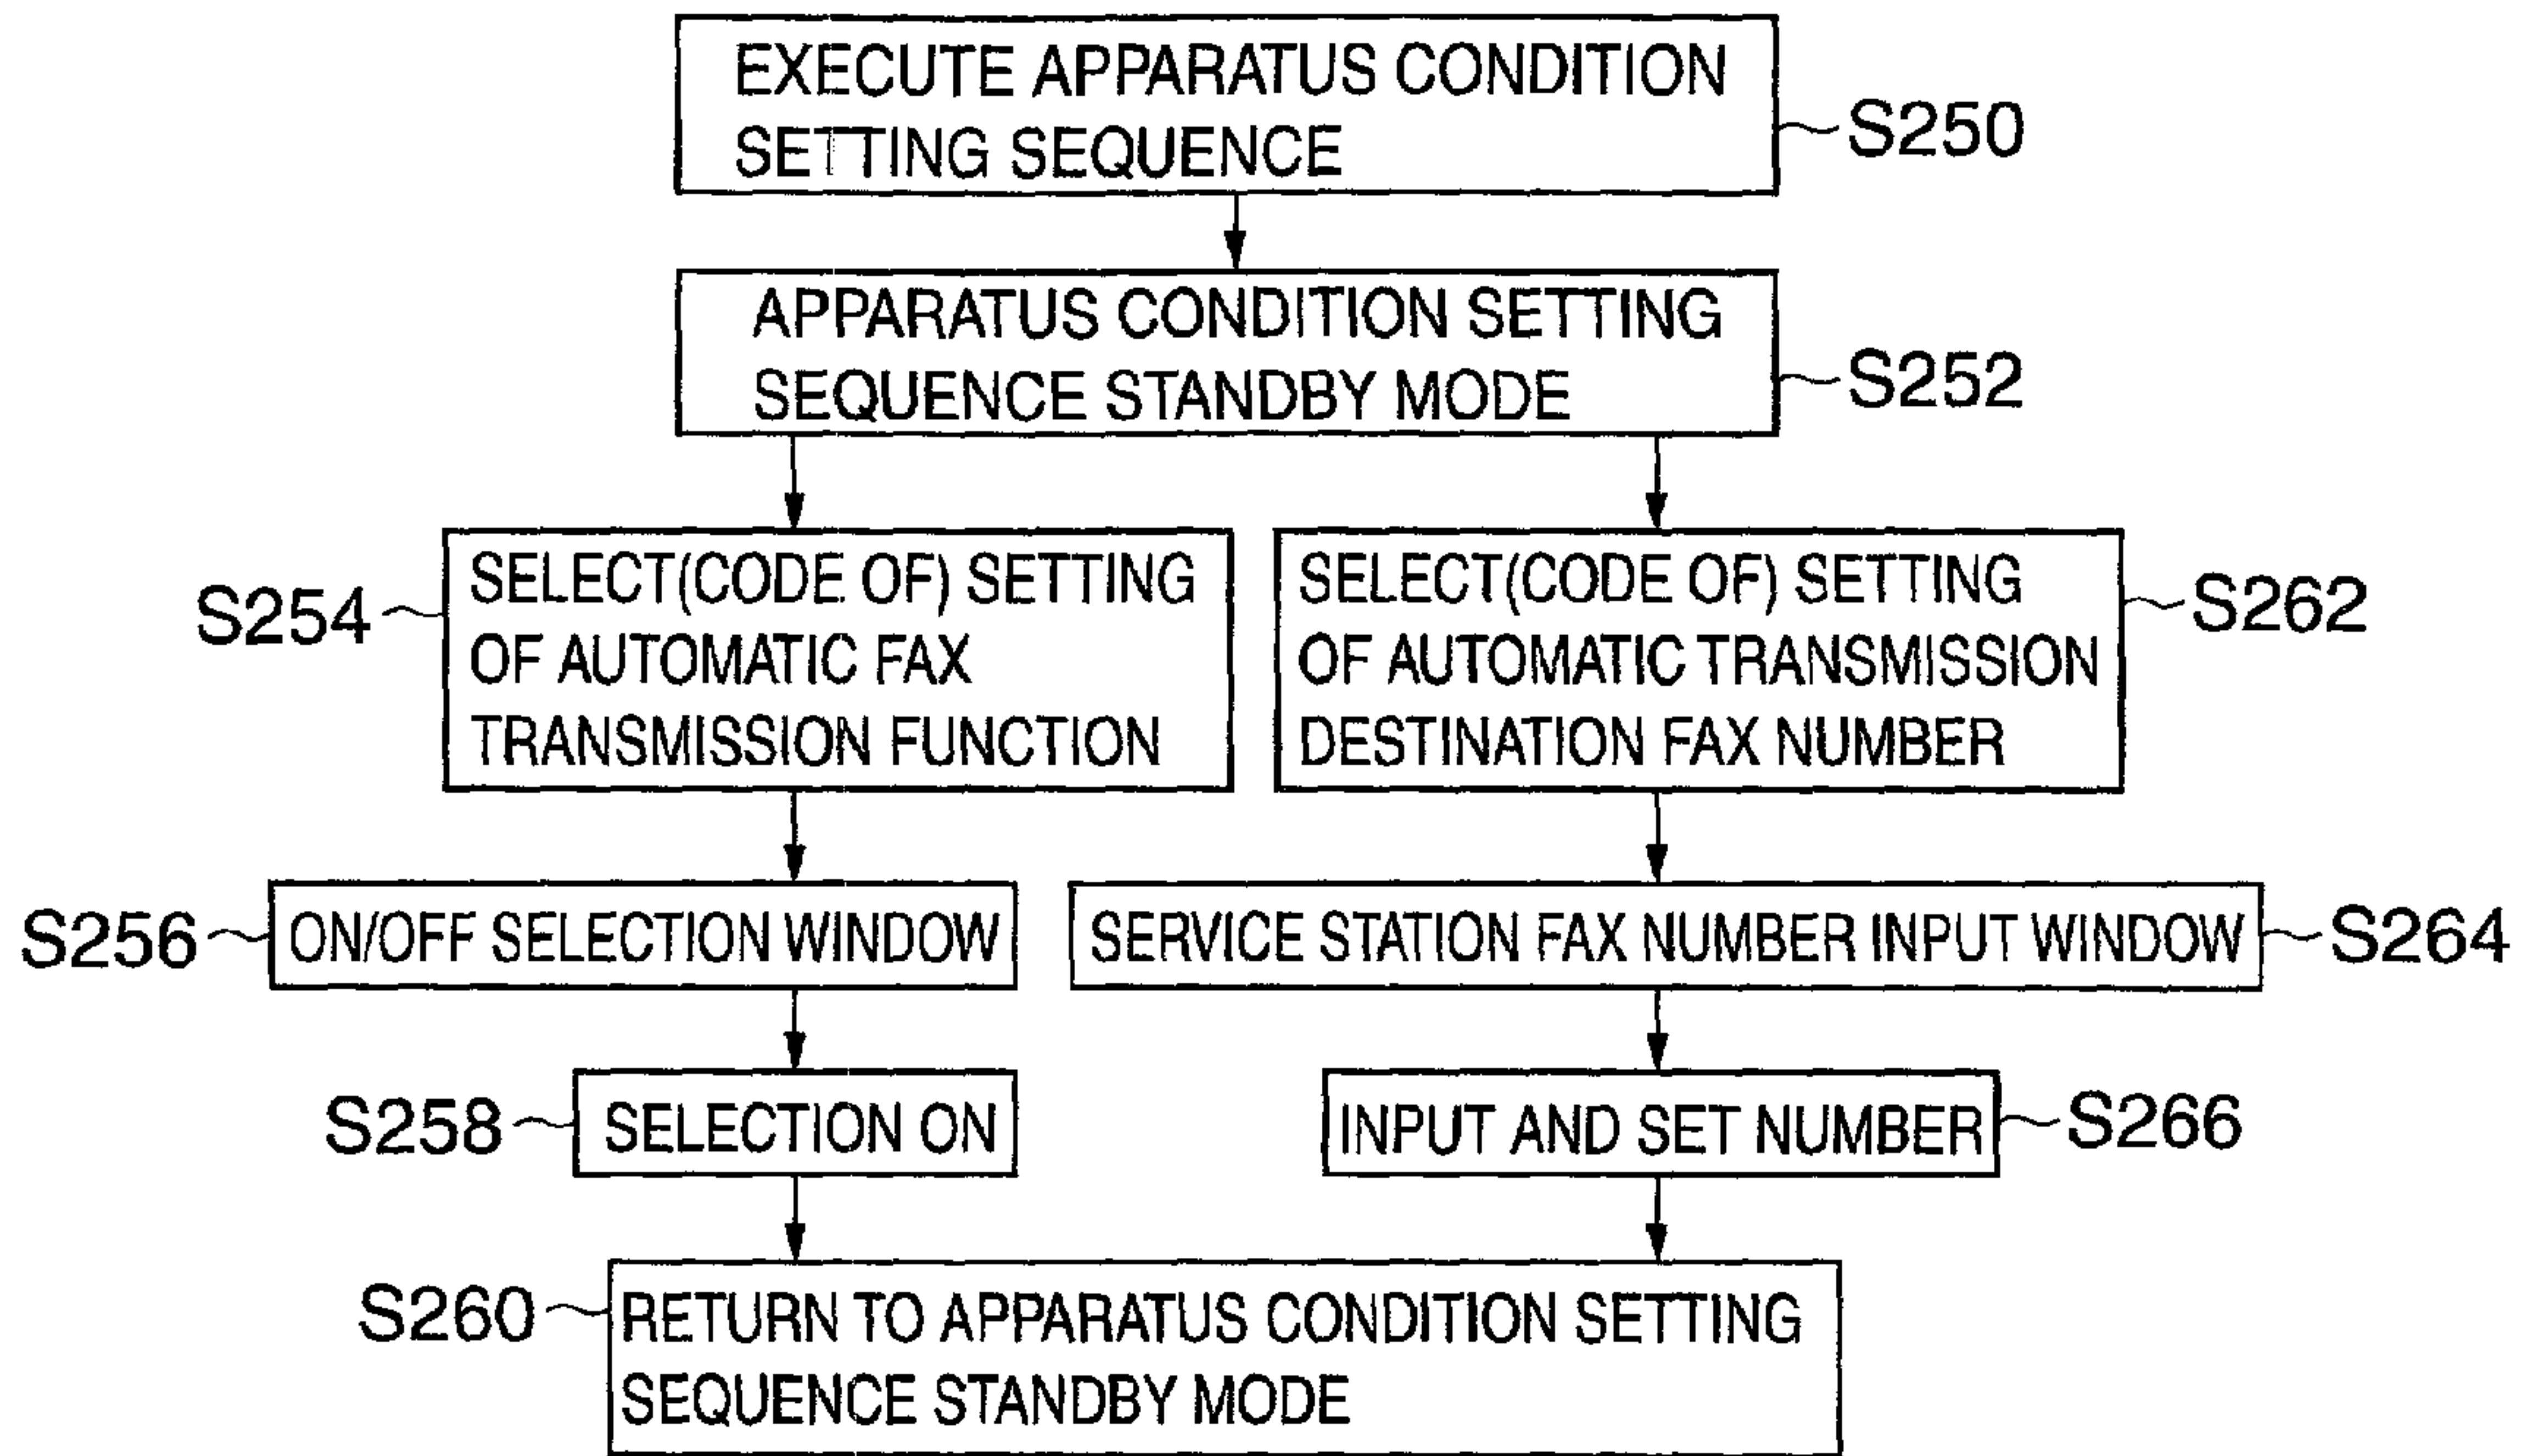 EXECUTE APPARATUS CONDITION
SETTING SEQUENCE
S250
APPARATUS CONDITION SETTING
SEQUENCE STANDBY MODE
S252
S254
SELECT(CODE OF) SETTING
OF AUTOMATIC FAX
TRANSMISSION FUNCTION
SELECT(CODE OF) SETTING
OF AUTOMATIC TRANSMISSION
DESTINATION FAX NUMBER
S262
S256
ON/OFF SELECTION WINDOW
SERVICE STATION FAX NUMBER INPUT WINDOW
S264
S258
SELECTION ON
INPUT AND SET NUMBER
S266
S260
RETURN TO APPARATUS CONDITION SETTING
SEQUENCE STANDBY MODE